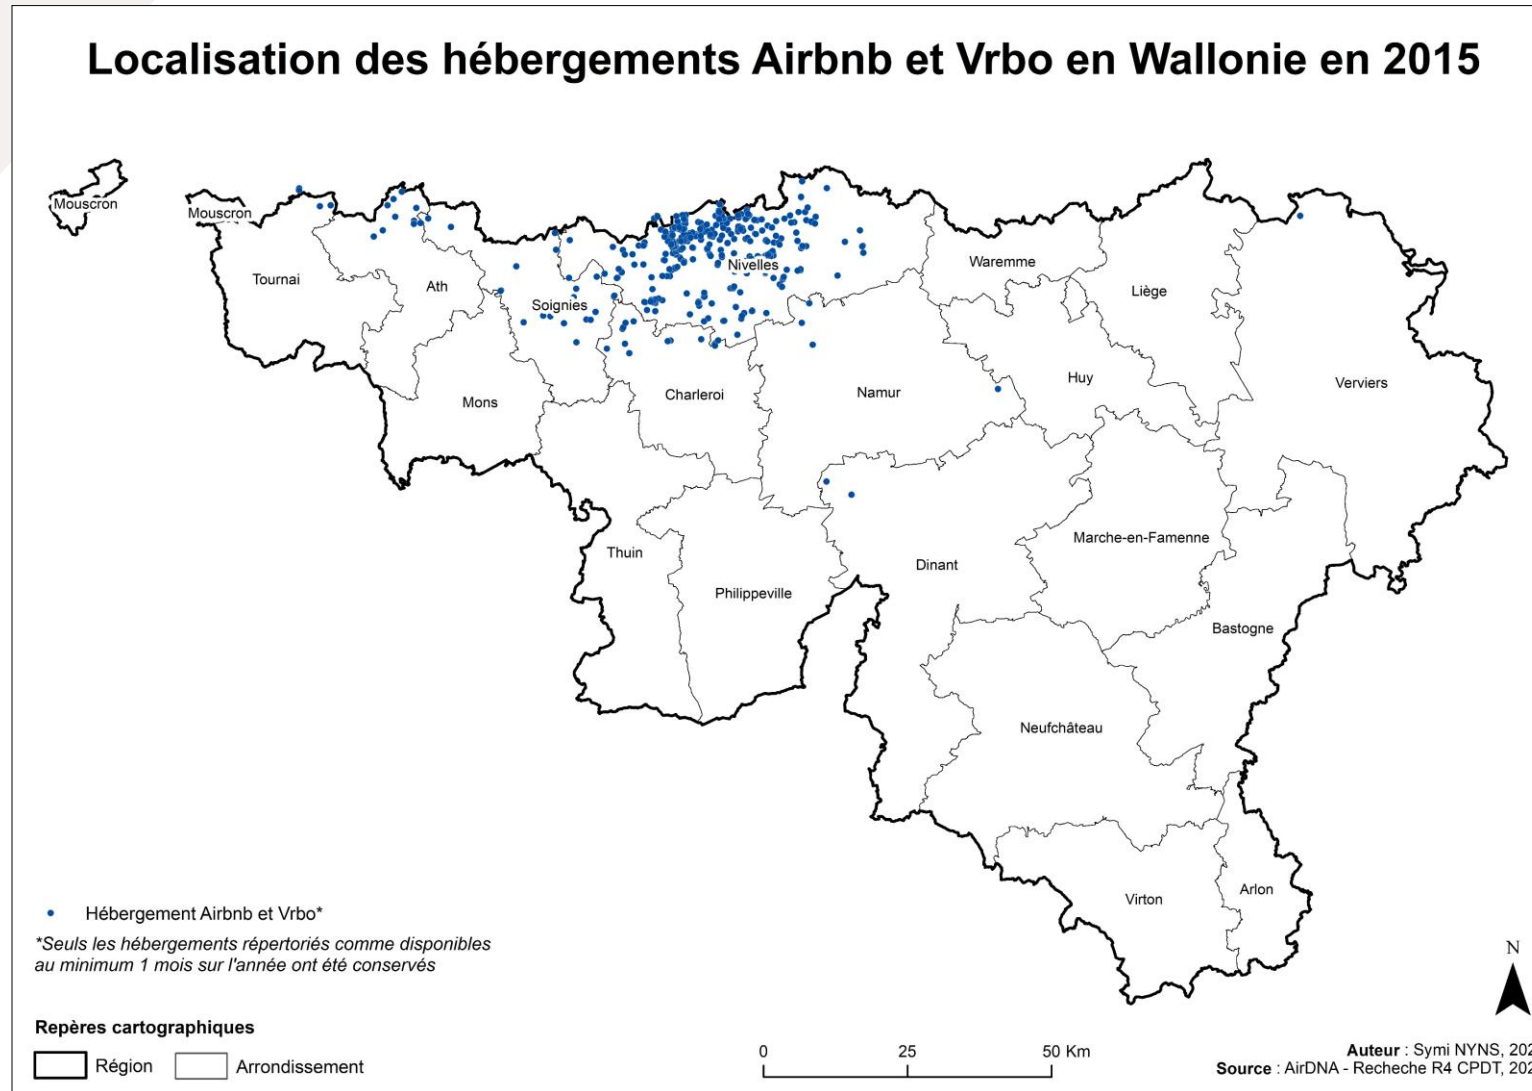 Localisation des hébergements Airbnb et Vrbo en Wallonie en 2015
Mouscron
Mouscron
Tournai
Ath
Soignies
Nivelles
Waremme
Liège
Mons
Charleroi
Namur
Huy
Verviers
Thuin
Philippeville
Dinant
Marche-en-Famenne
Bastogne
Neufchâteau
Virton
Arlon
Hébergement Airbnb et Vrbo*
*Seuls les hébergements répertoriés comme disponibles
au minimum 1 mois sur l'année ont été conservés
Repères cartographiques
Région
Arrondissement
0 25 50 Km
N
Auteur : Symi NYNS, 202
Source : AirDNA - Recheche R4 CPDT, 202